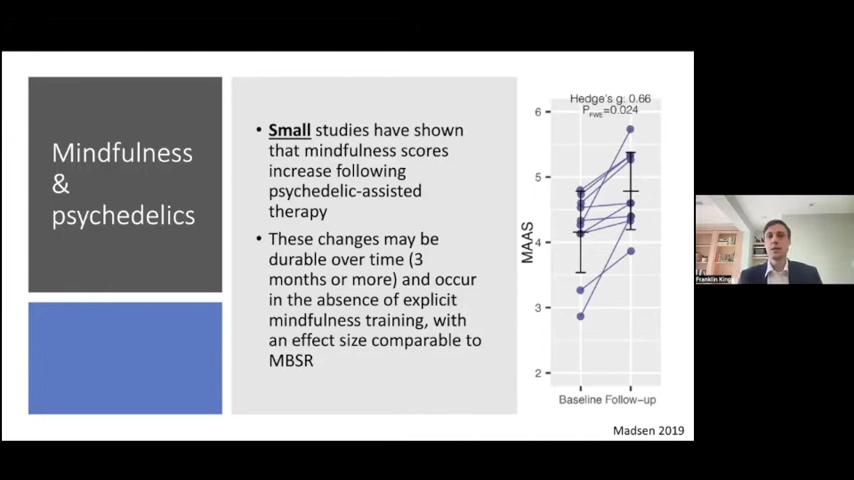 Mindfulness
&
psychedelics
• Small studies have shown
that mindfulness scores
increase following
psychedelic-assisted
therapy
• These changes may be
durable over time (3
months or more) and occur
in the absence of explicit
mindfulness training, with
an effect size comparable to
MBSR
Hedge's g: 0.66
PFWE=0.024
6
5
4
3
2
MAAS
Baseline Follow-up
Madsen 2019
Franklin King